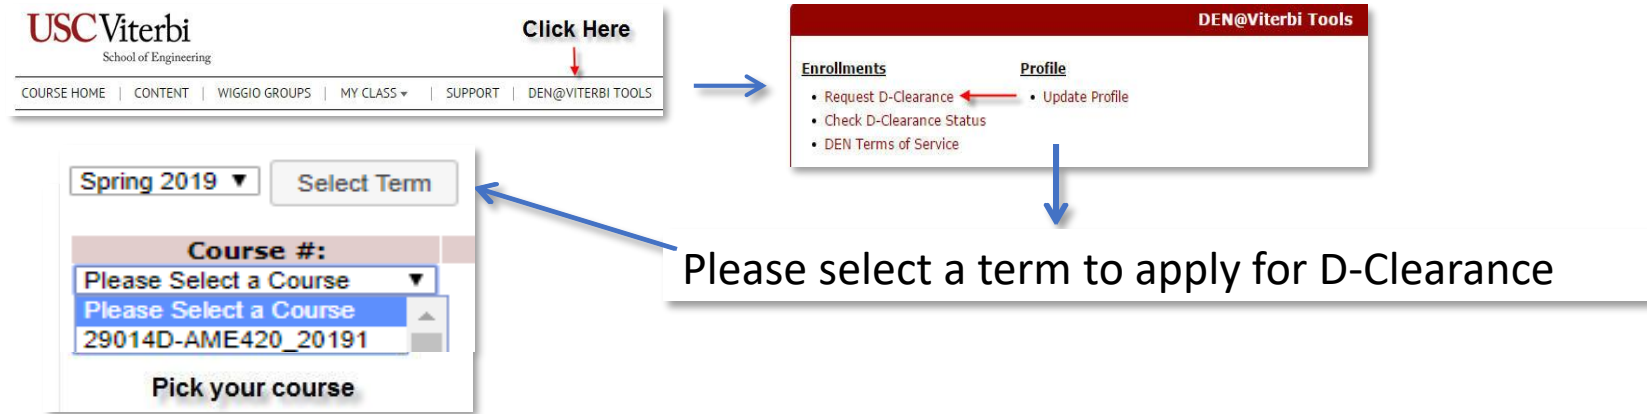 USC Viterbi
School of Engineering
Click Here
COURSE HOME | CONTENT | WIGGIO GROUPS | MY CLASS ▾ | SUPPORT | DEN@VITERBI TOOLS
DEN@Viterbi Tools
Enrollments
• Request D-Clearance
• Check D-Clearance Status
• DEN Terms of Service
Profile
• Update Profile
Please select a term to apply for D-Clearance
Spring 2019 ▼ Select Term
Course #:
Please Select a Course ▼
Please Select a Course
29014D-AME420_20191
Pick your course